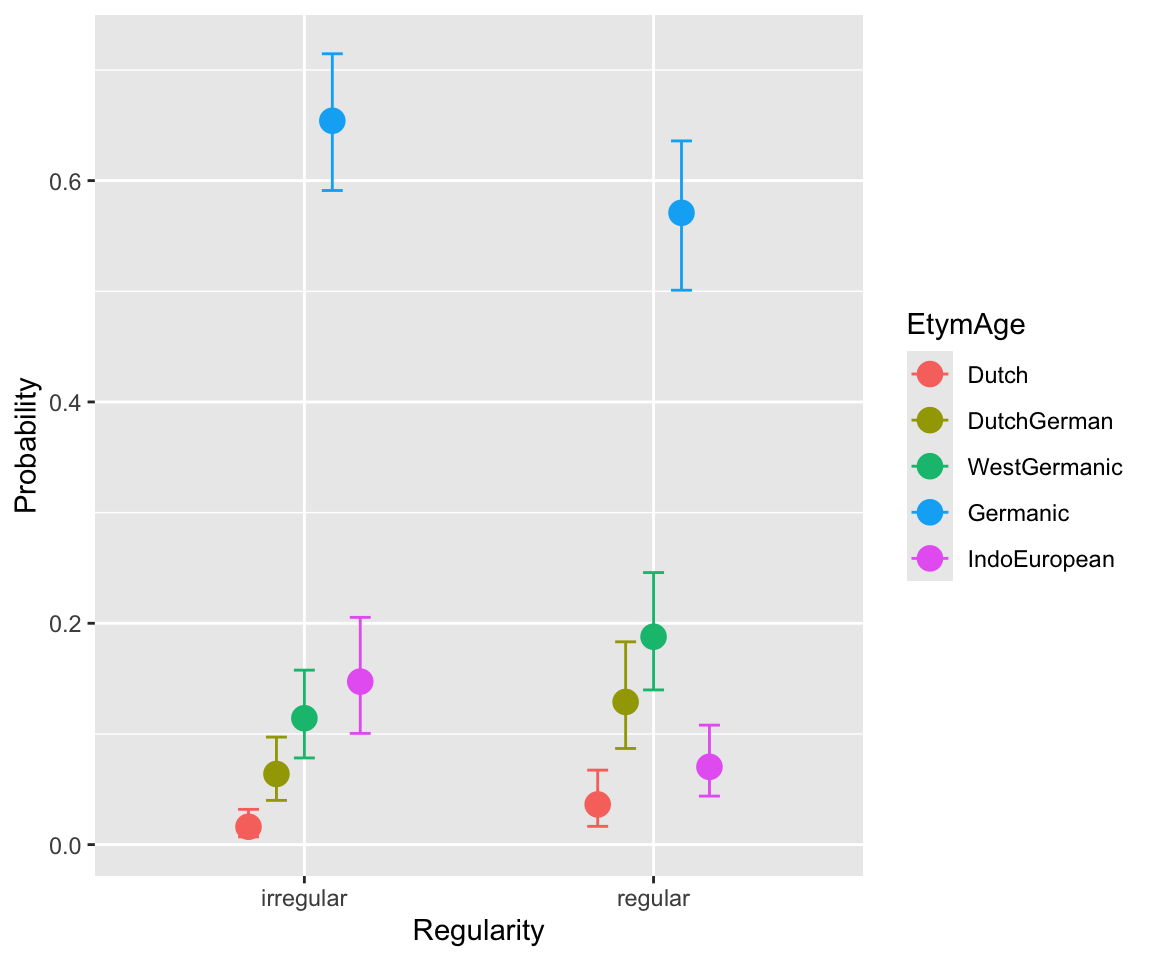 Probability
0.6
0.4
0.2
0.0
irregular
regular
Regularity
EtymAge
Dutch
DutchGerman
WestGermanic
Germanic
IndoEuropean